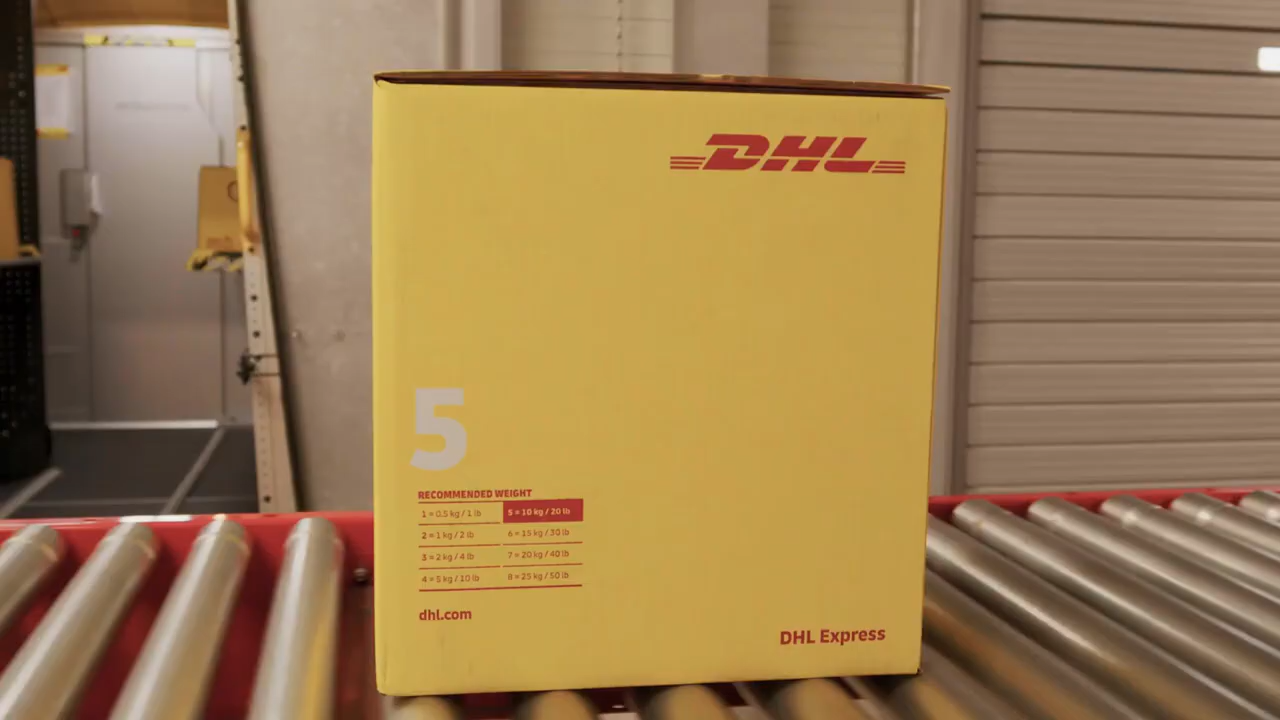 DHL
5
RECOMMENDED WEIGHT
1 = 0.5 kg / 1 lb 5 = 10 kg / 20 lb
2 = 1 kg / 2 lb 6 = 15 kg / 30 lb
3 = 2 kg / 4 lb 7 = 20 kg / 40 lb
4 = 5 kg / 10 lb 8 = 25 kg / 50 lb
dhl.com
DHL Express